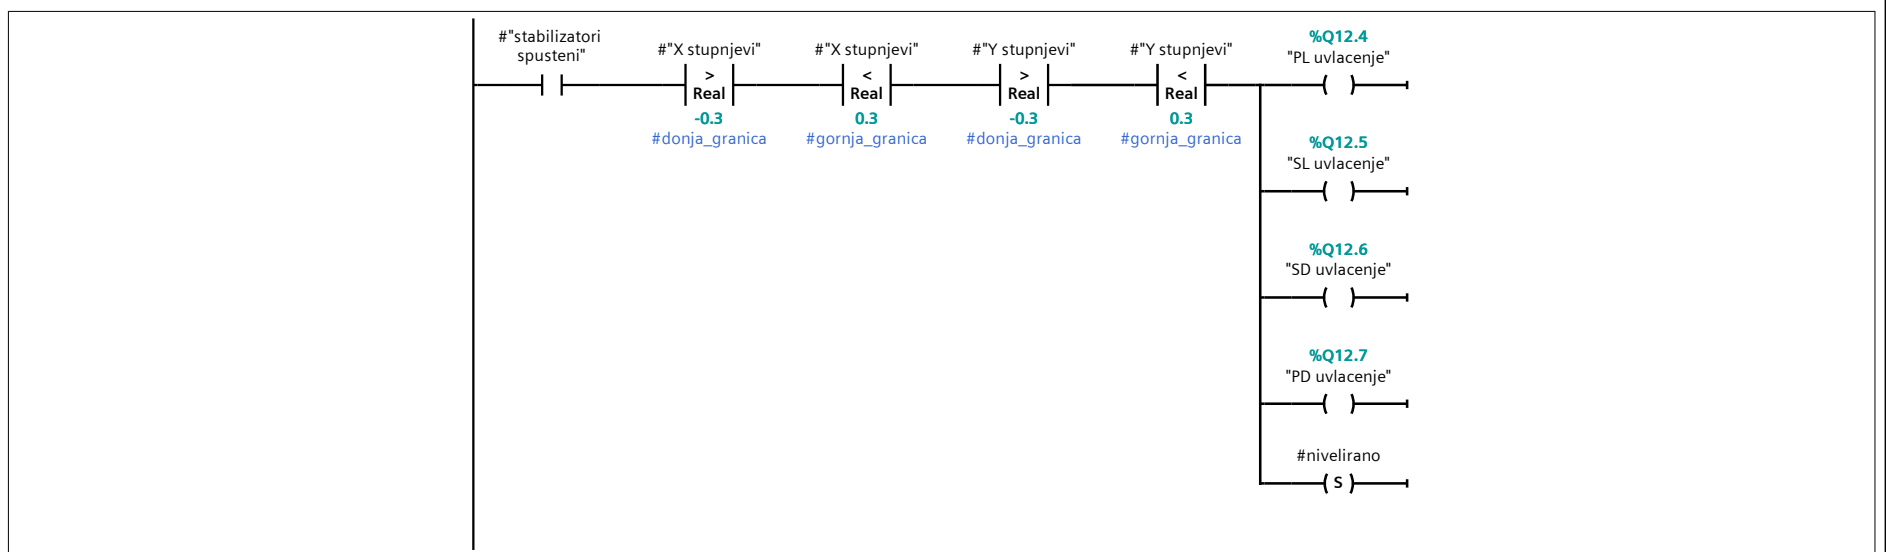 #"stabilizatori
spusteni"
#"X stupnjevi"
>
Real
-0.3
#donja_granica
#"X stupnjevi"
<
Real
0.3
#gornja_granica
#"Y stupnjevi"
>
Real
-0.3
#donja_granica
#"Y stupnjevi"
<
Real
0.3
#gornja_granica
%Q12.4
"PL uvlacenje"
%Q12.5
"SL uvlacenje"
%Q12.6
"SD uvlacenje"
%Q12.7
"PD uvlacenje"
#nivelirano
S